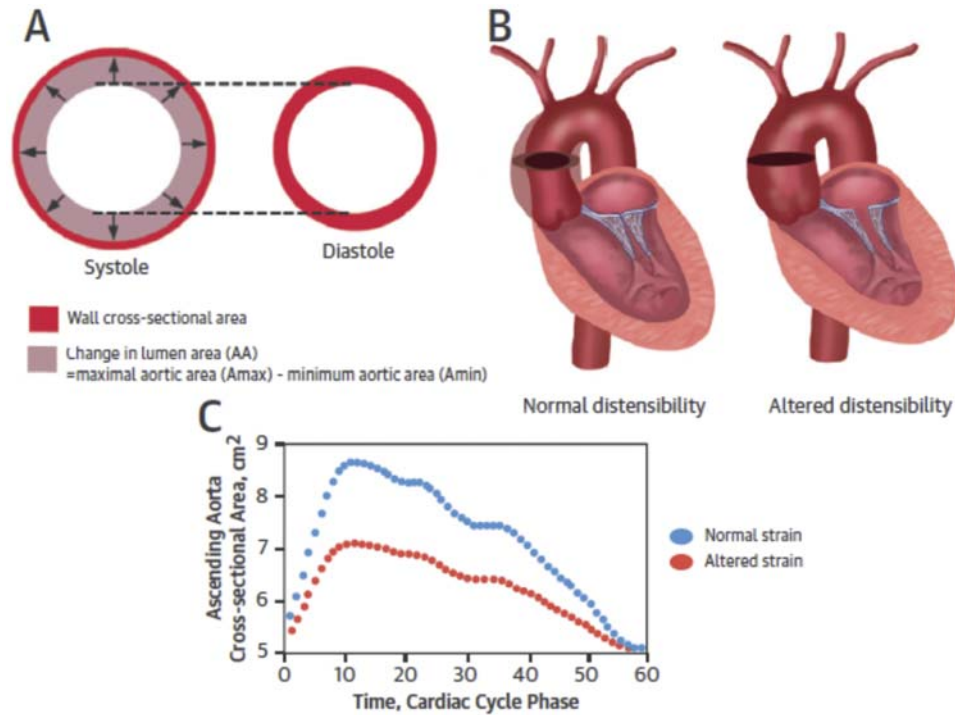 A
Systole
Diastole
Wall cross-sectional area
Change in lumen area (AA)
=maximal aortic area (Amax) - minimum aortic area (Amin)
B
Normal distensibility
Altered distensibility
C
Ascending Aorta
Cross-sectional Area, cm²
9
8
7
6
5
0
10
20
30
40
50
60
Time, Cardiac Cycle Phase
Normal strain
Altered strain